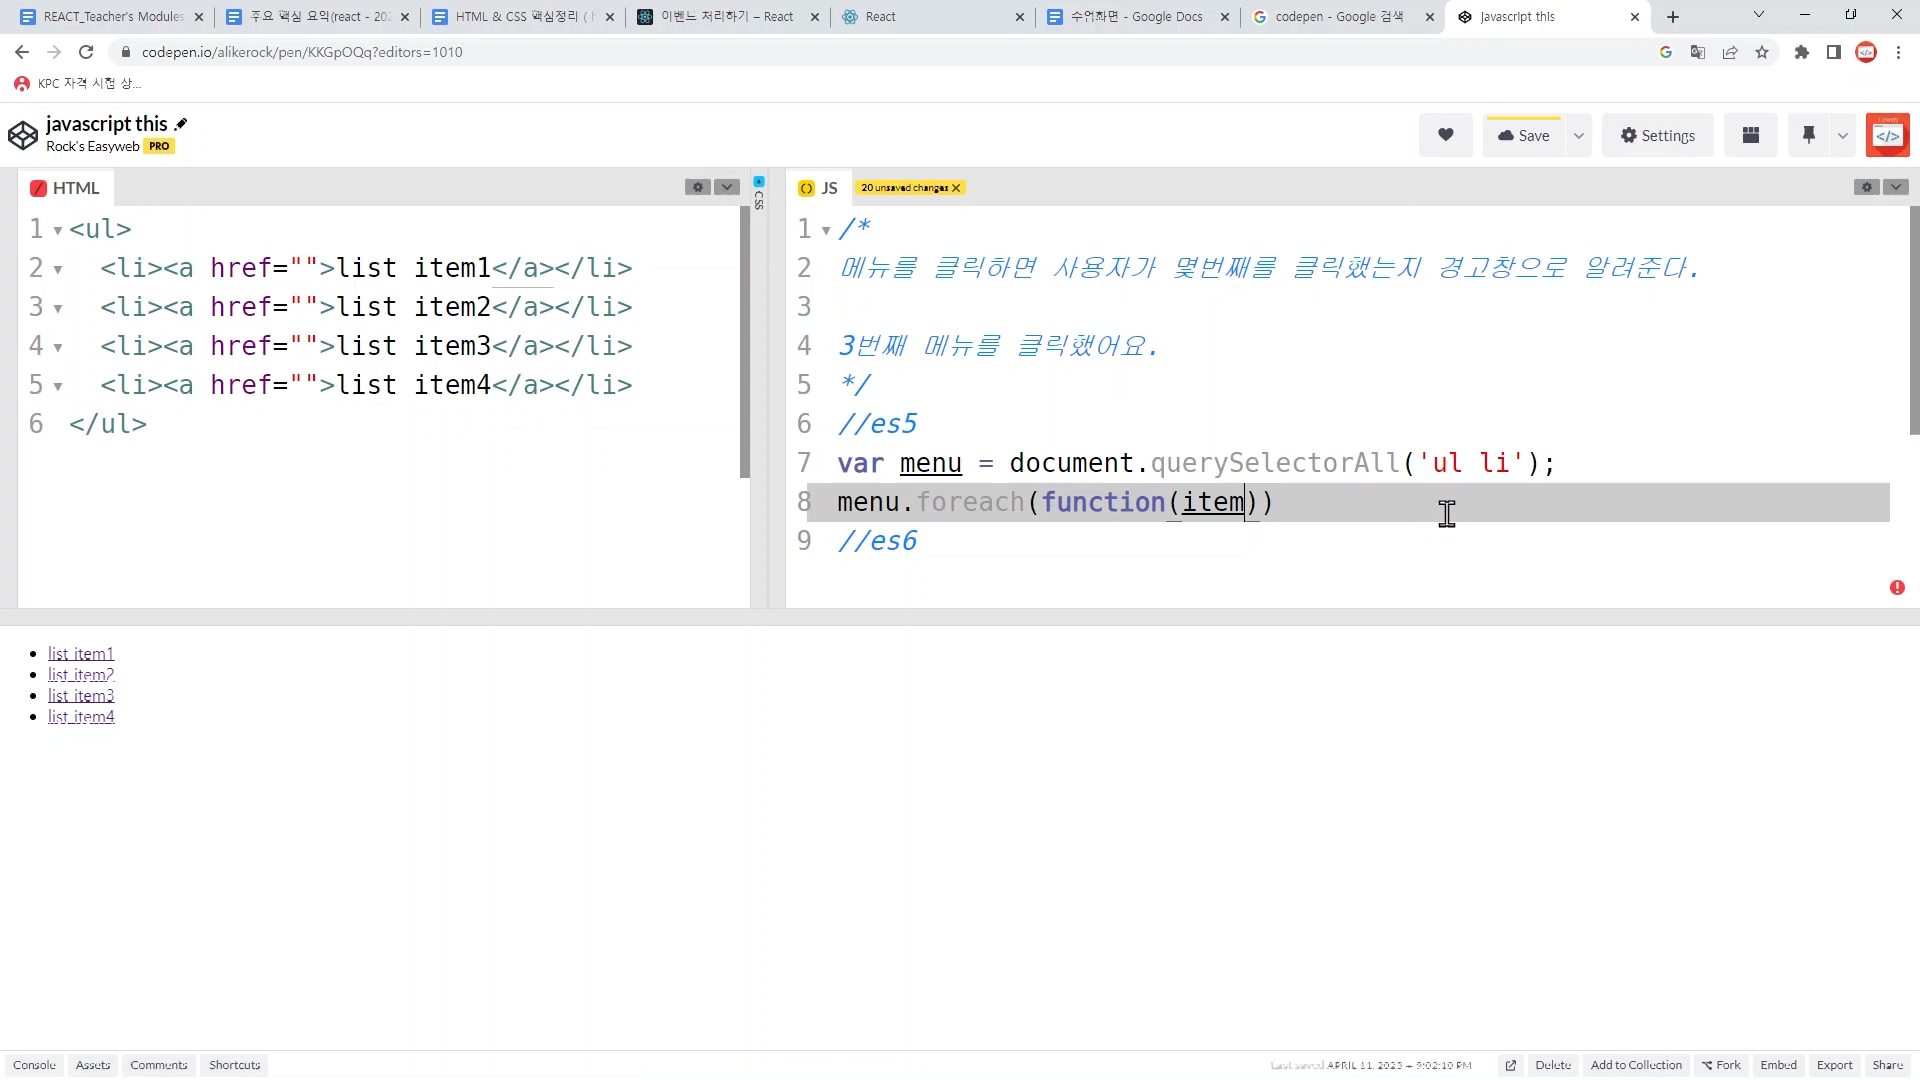 REACT_Teacher's Modules
주요 핵심 요약(react - 202
HTML & CSS 핵심정리 ( h
이벤트 처리하기 – React
React
수업화면 - Google Docs
codepen - Google 검색
javascript this
codepen.io/alikerock/pen/KKGpOQq?editors=1010
KPC 자격 시험 상...
javascript this
Rock's Easyweb PRO
Save
Settings
HTML
CSS
JS
20 unsaved changes
1 <ul>
2 <li><a href="">list item1</a></li>
3 <li><a href="">list item2</a></li>
4 <li><a href="">list item3</a></li>
5 <li><a href="">list item4</a></li>
6 </ul>
1 /*
2 메뉴를 클릭하면 사용자가 몇번째를 클릭했는지 경고창으로 알려준다.
3
4 3번째 메뉴를 클릭했어요.
5 */
6 //es5
7 var menu = document.querySelectorAll('ul li');
8 menu.foreach(function(item))
9 //es6
list item1
list item2
list item3
list item4
Console
Assets
Comments
Shortcuts
Last saved APRIL 11, 2023 — 9:02:10 PM
Delete
Add to Collection
Fork
Embed
Export
Share